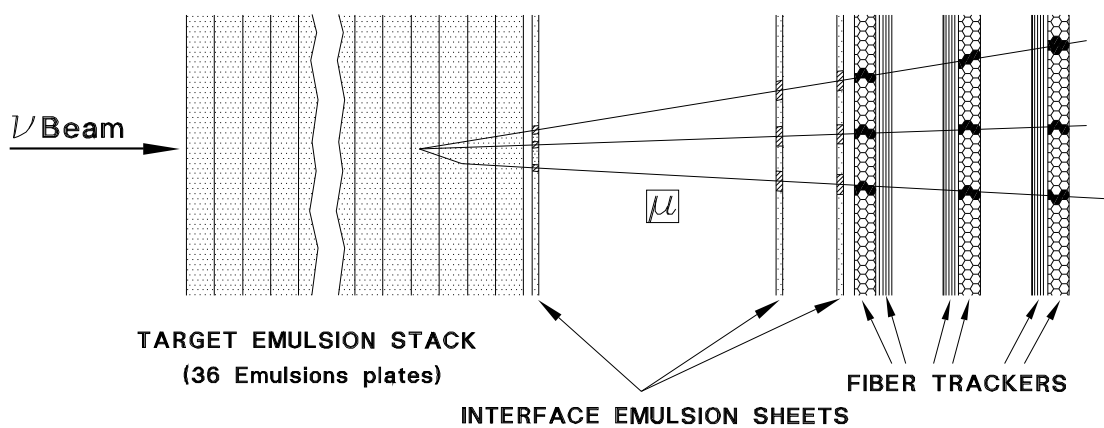 ν Beam
μ
TARGET EMULSION STACK
(36 Emulsions plates)
FIBER TRACKERS
INTERFACE EMULSION SHEETS